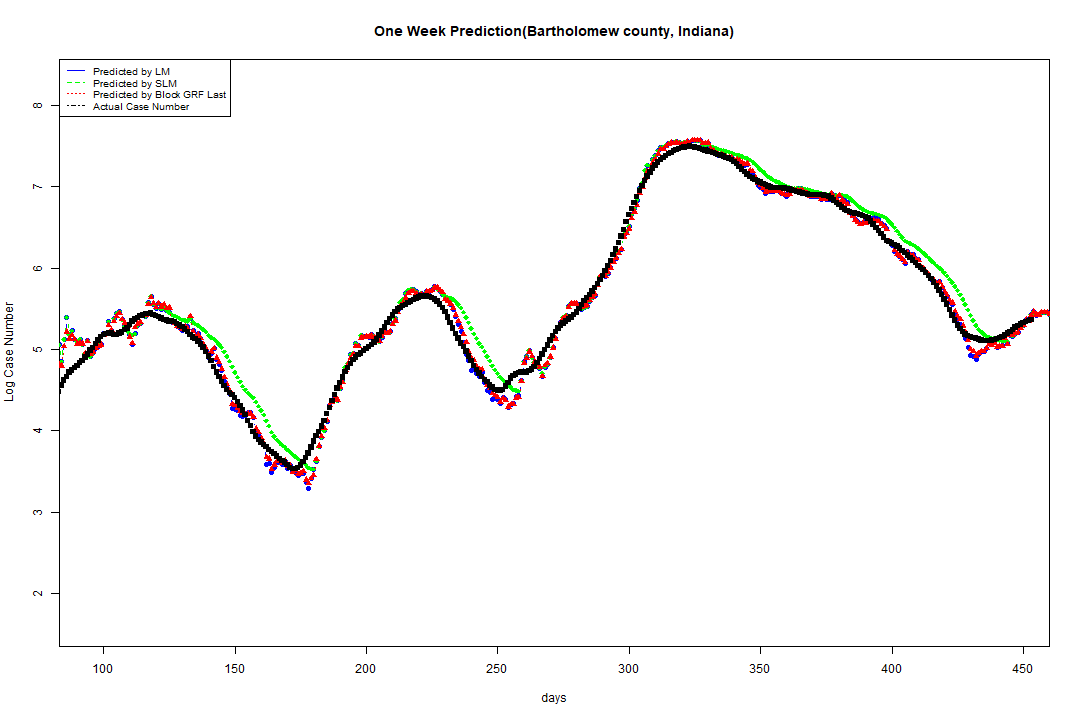 One Week Prediction(Bartholomew county, Indiana)
Predicted by LM
Predicted by SLM
Predicted by Block GRF Last
Actual Case Number
Log Case Number
8
7
6
5
4
3
2
100 150 200 250 300 350 400 450
days